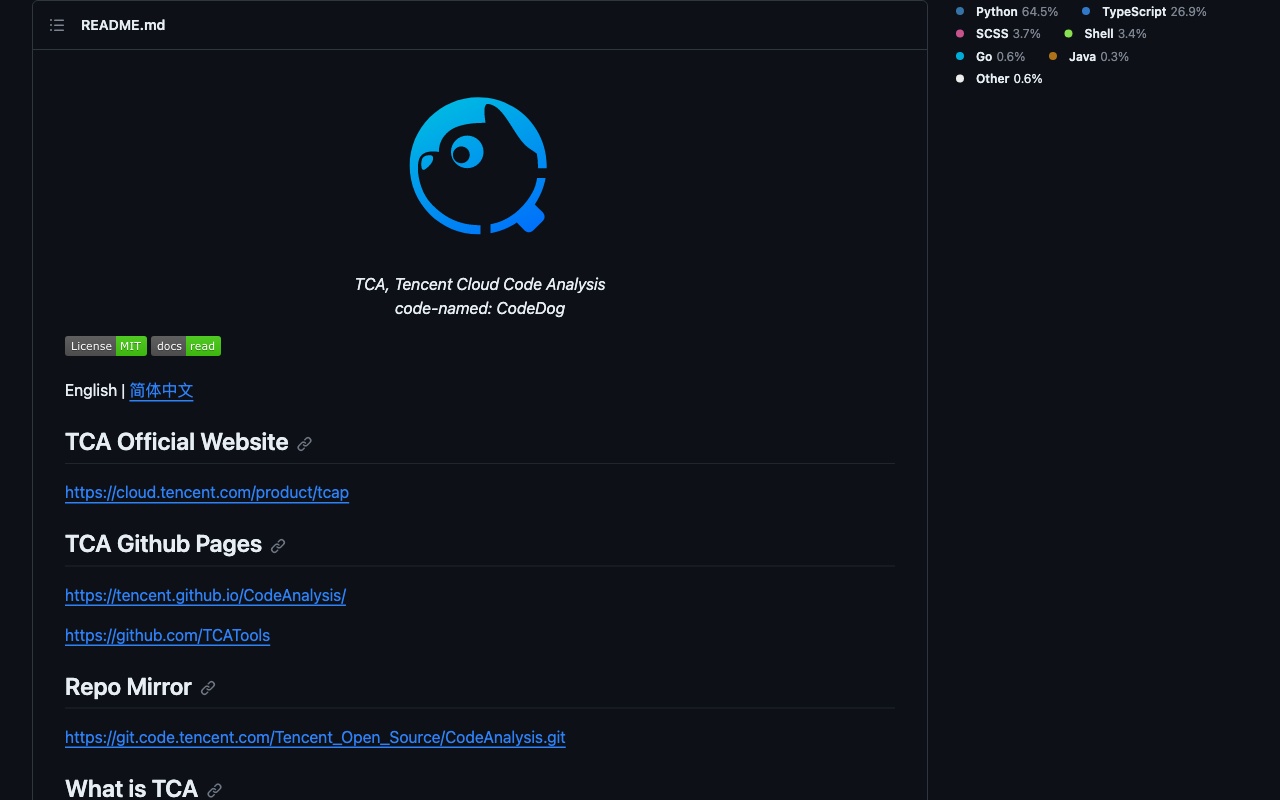 README.md
TCA, Tencent Cloud Code Analysis
code-named: CodeDog
License MIT docs read
English | 简体中文
TCA Official Website
https://cloud.tencent.com/product/tcap
TCA Github Pages
https://tencent.github.io/CodeAnalysis/
https://github.com/TCATools
Repo Mirror
https://git.code.tencent.com/Tencent_Open_Source/CodeAnalysis.git
What is TCA
Python 64.5% TypeScript 26.9%
SCSS 3.7% Shell 3.4%
Go 0.6% Java 0.3%
Other 0.6%